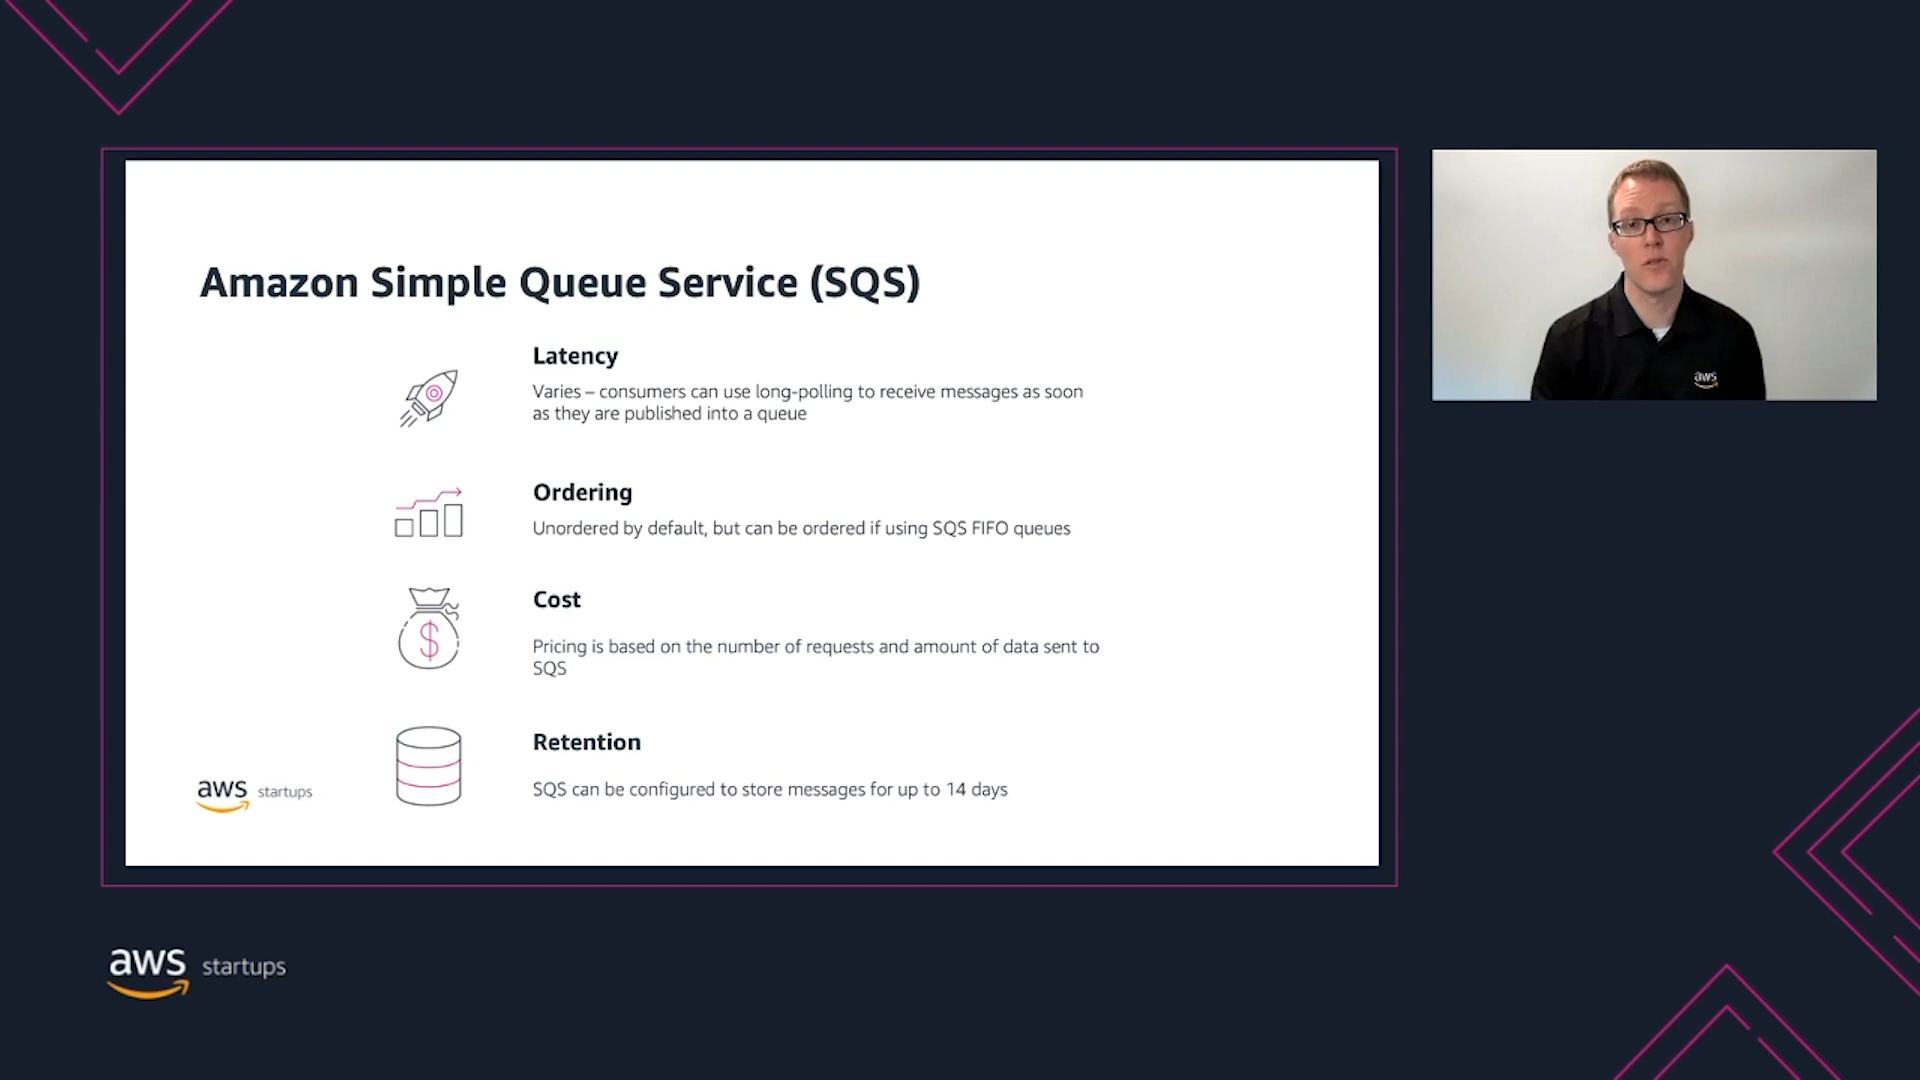 Amazon Simple Queue Service (SQS)
Latency
Varies – consumers can use long-polling to receive messages as soon
as they are published into a queue
Ordering
Unordered by default, but can be ordered if using SQS FIFO queues
Cost
$
Pricing is based on the number of requests and amount of data sent to
SQS
Retention
SQS can be configured to store messages for up to 14 days
aws startups
aws
aws startups